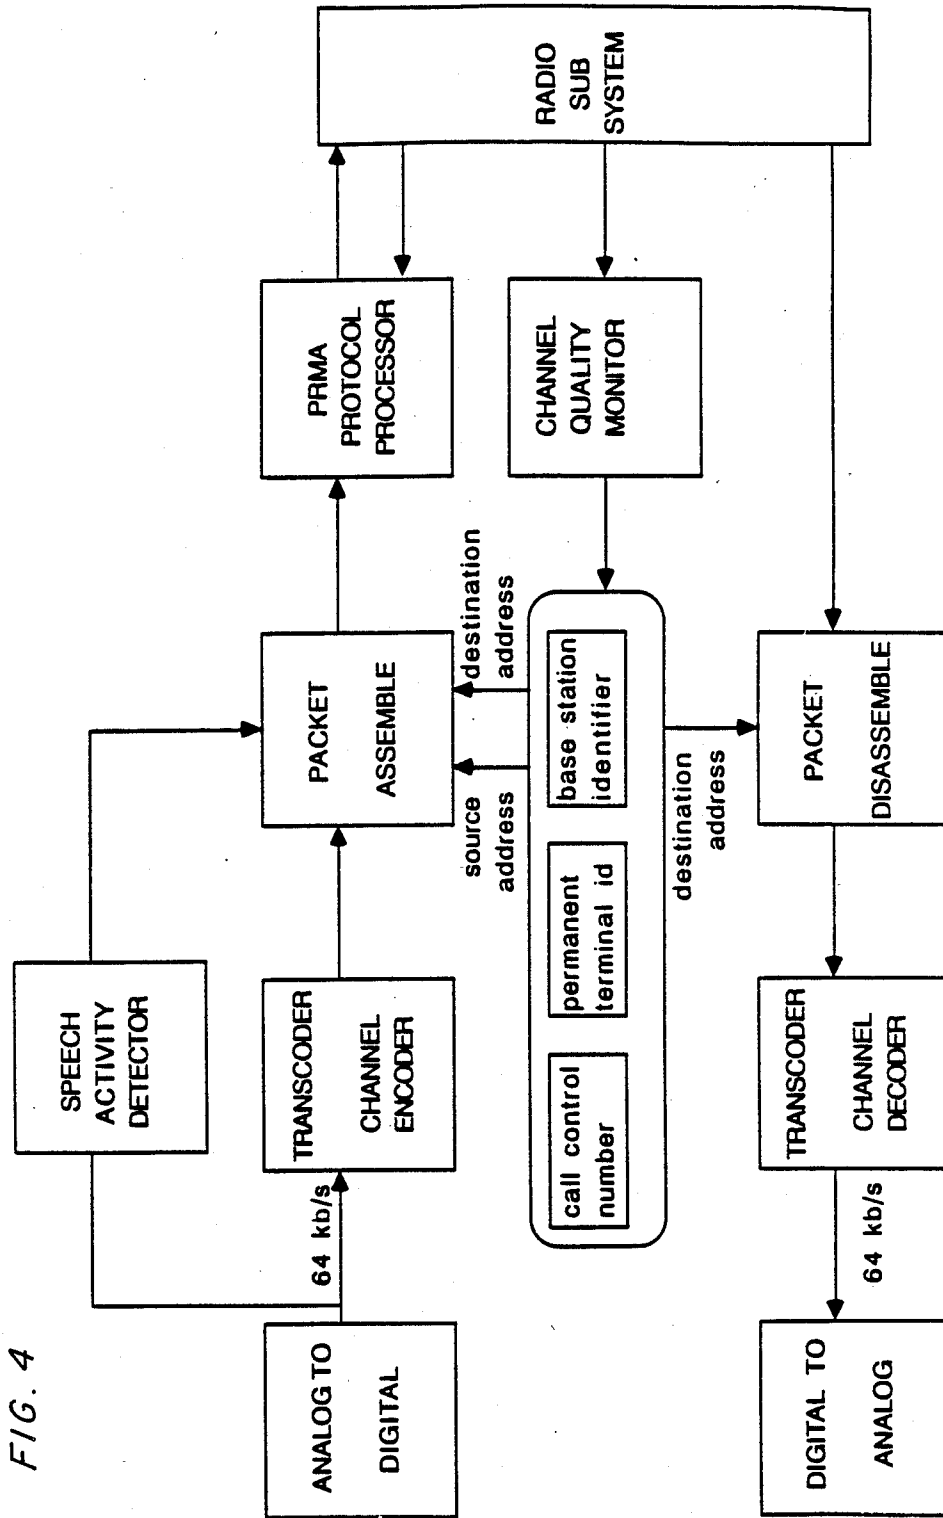 FIG. 4
SPEECH
ACTIVITY
DETECTOR
ANALOG TO
DIGITAL
64 kb/s
TRANSCODER
CHANNEL
ENCODER
PACKET
ASSEMBLE
PRMA
PROTOCOL
PROCESSOR
RADIO
SUB
SYSTEM
source
address
destination
address
call control
number
permanent
terminal id
base station
identifier
CHANNEL
QUALITY
MONITOR
destination
address
DIGITAL TO
ANALOG
64 kb/s
TRANSCODER
CHANNEL
DECODER
PACKET
DISASSEMBLE